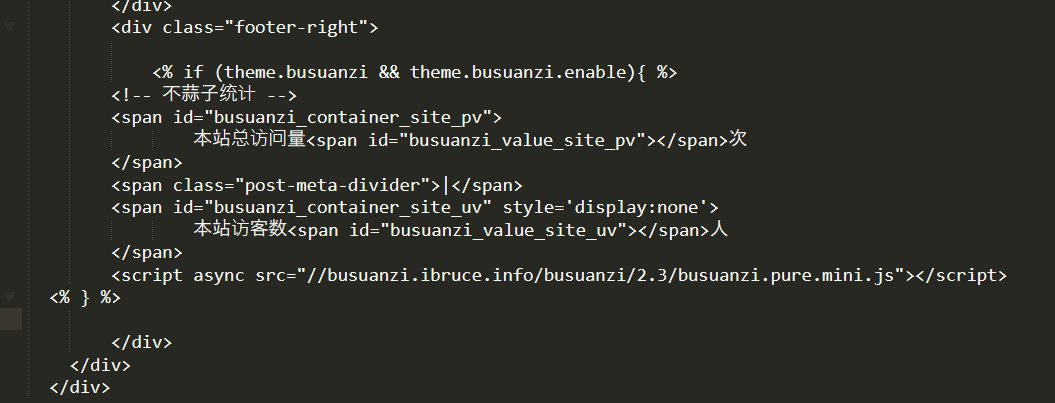 </div>
<div class="footer-right">
<% if (theme.busuanzi && theme.busuanzi.enable){ %>
<!-- 不蒜子统计 -->
<span id="busuanzi_container_site_pv">
本站总访问量<span id="busuanzi_value_site_pv"></span>次
</span>
<span class="post-meta-divider">|</span>
<span id="busuanzi_container_site_uv" style='display:none'>
本站访客数<span id="busuanzi_value_site_uv"></span>人
</span>
<script async src="//busuanzi.ibruce.info/busuanzi/2.3/busuanzi.pure.mini.js"></script>
<% } %>
</div>
</div>
</div>